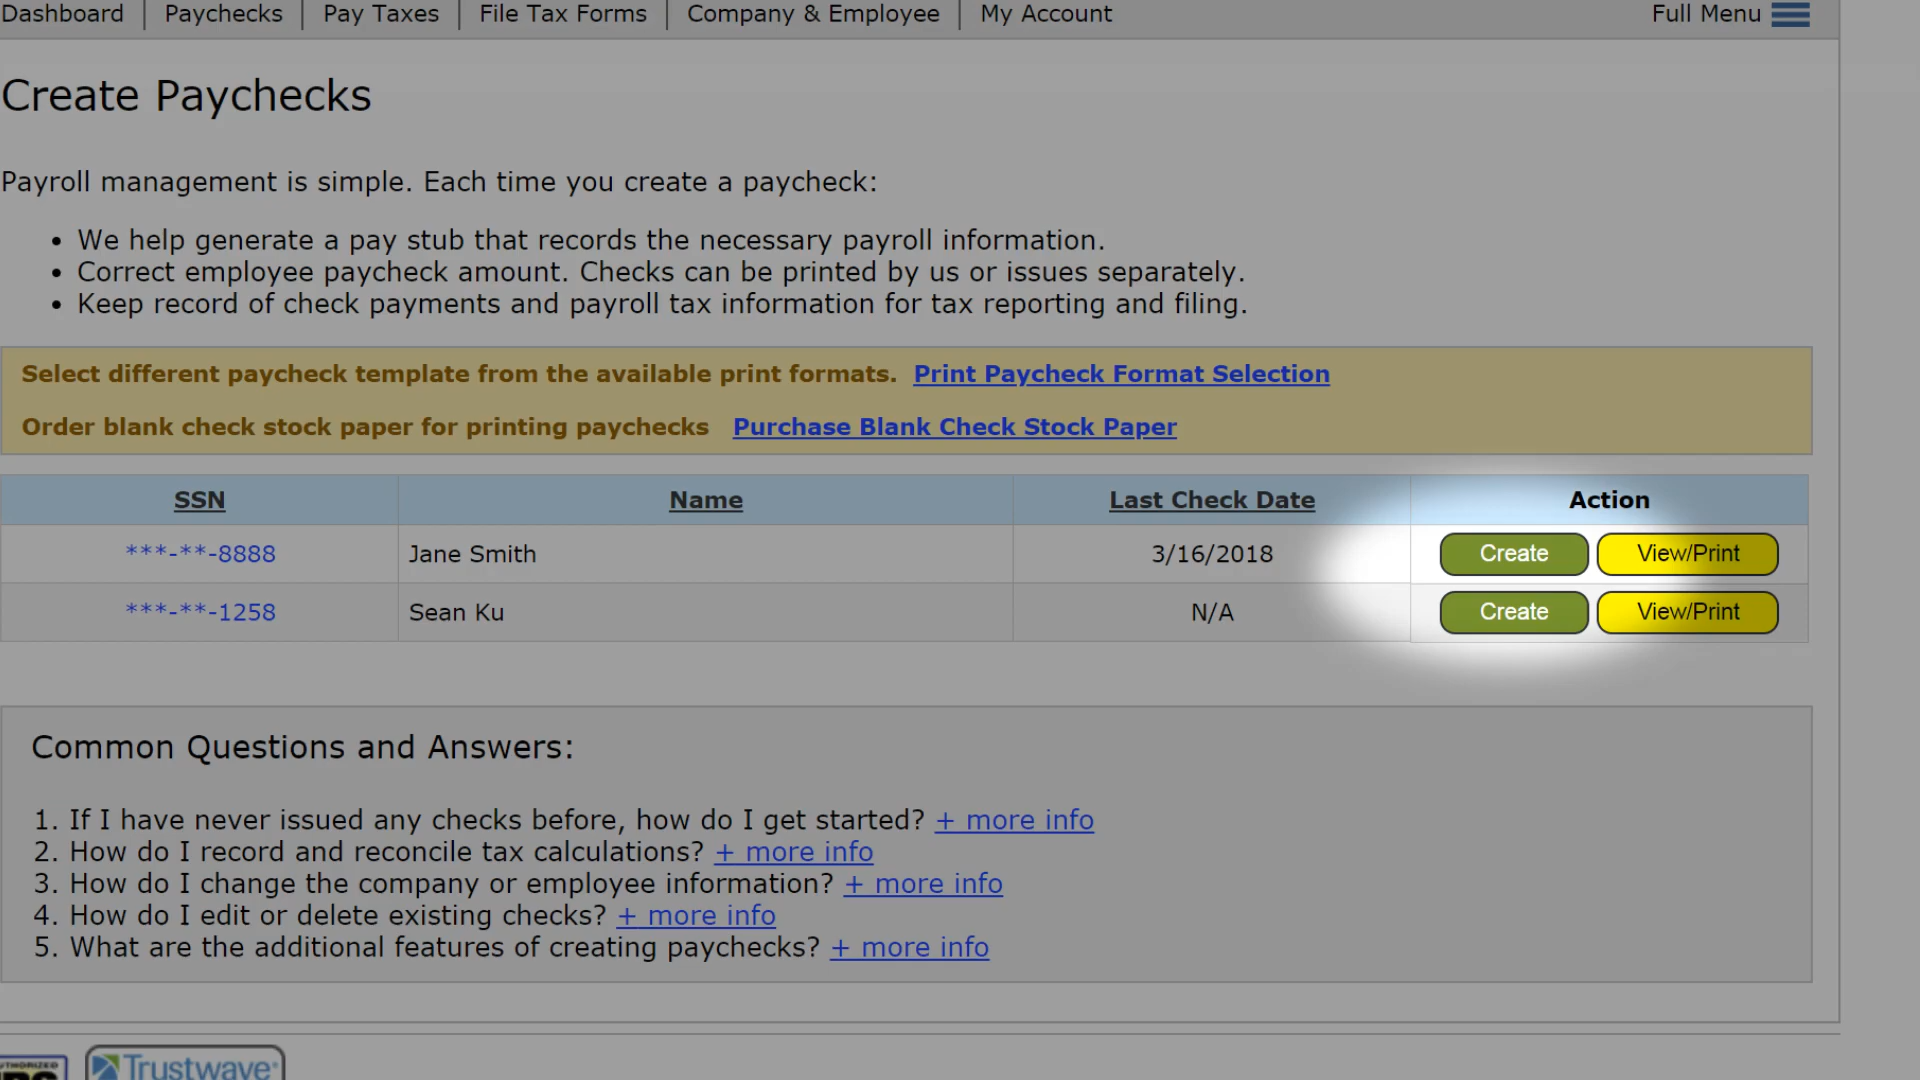 Dashboard | Paychecks | Pay Taxes | File Tax Forms | Company & Employee | My Account Full Menu
Create Paychecks
Payroll management is simple. Each time you create a paycheck:
• We help generate a pay stub that records the necessary payroll information.
• Correct employee paycheck amount. Checks can be printed by us or issues separately.
• Keep record of check payments and payroll tax information for tax reporting and filing.
Select different paycheck template from the available print formats. Print Paycheck Format Selection
Order blank check stock paper for printing paychecks Purchase Blank Check Stock Paper
SSN Name Last Check Date Action
***-**-8888 Jane Smith 3/16/2018 Create View/Print
***-**-1258 Sean Ku N/A Create View/Print
Common Questions and Answers:
1. If I have never issued any checks before, how do I get started? + more info
2. How do I record and reconcile tax calculations? + more info
3. How do I change the company or employee information? + more info
4. How do I edit or delete existing checks? + more info
5. What are the additional features of creating paychecks? + more info
Trustwave